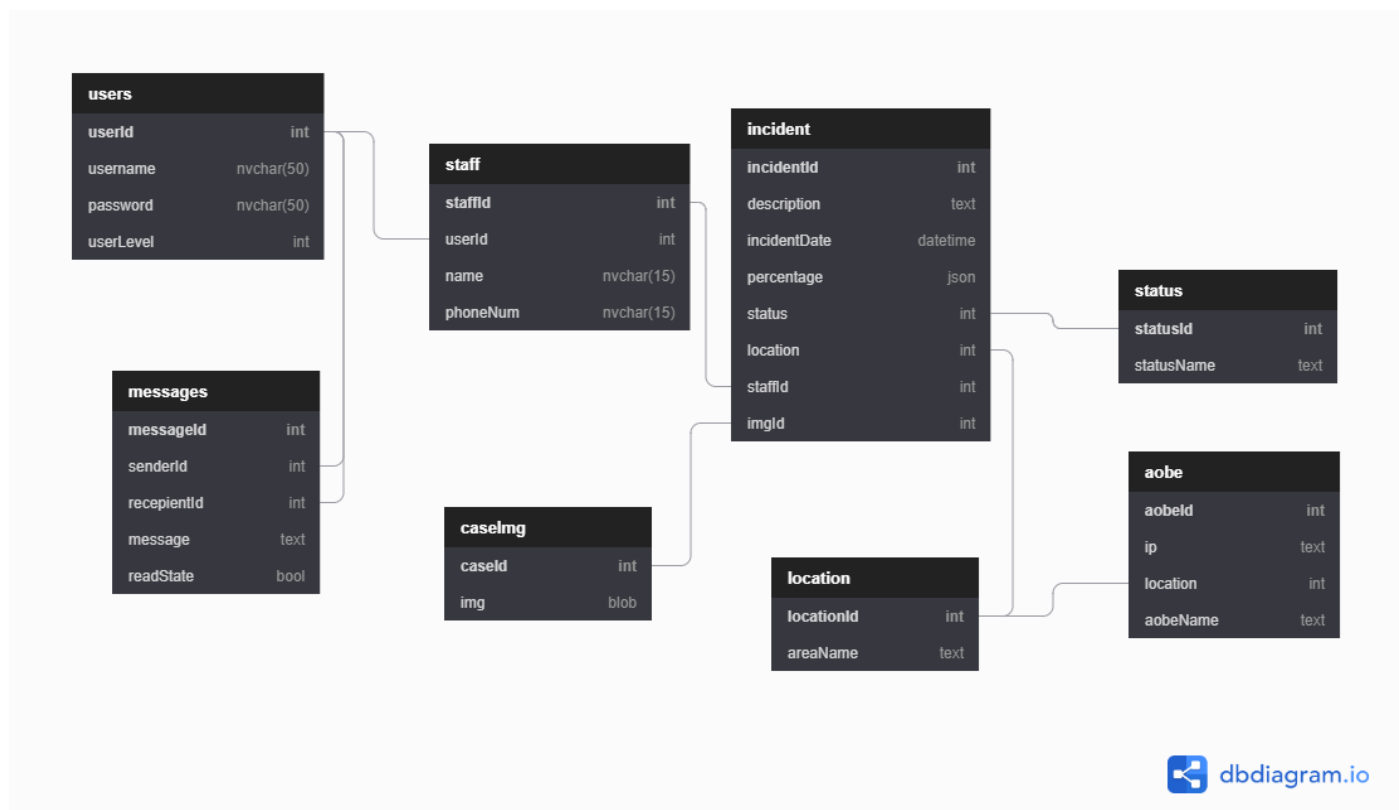 users
userId int
username nvchar(50)
password nvchar(50)
userLevel int
staff
staffId int
userId int
name nvchar(15)
phoneNum nvchar(15)
incident
incidentId int
description text
incidentDate datetime
percentage json
status int
location int
staffId int
imgId int
status
statusId int
statusName text
messages
messageId int
senderId int
recepientId int
message text
readState bool
caseImg
caseId int
img blob
location
locationId int
areaName text
aobe
aobeId int
ip text
location int
aobeName text
dbdiagram.io